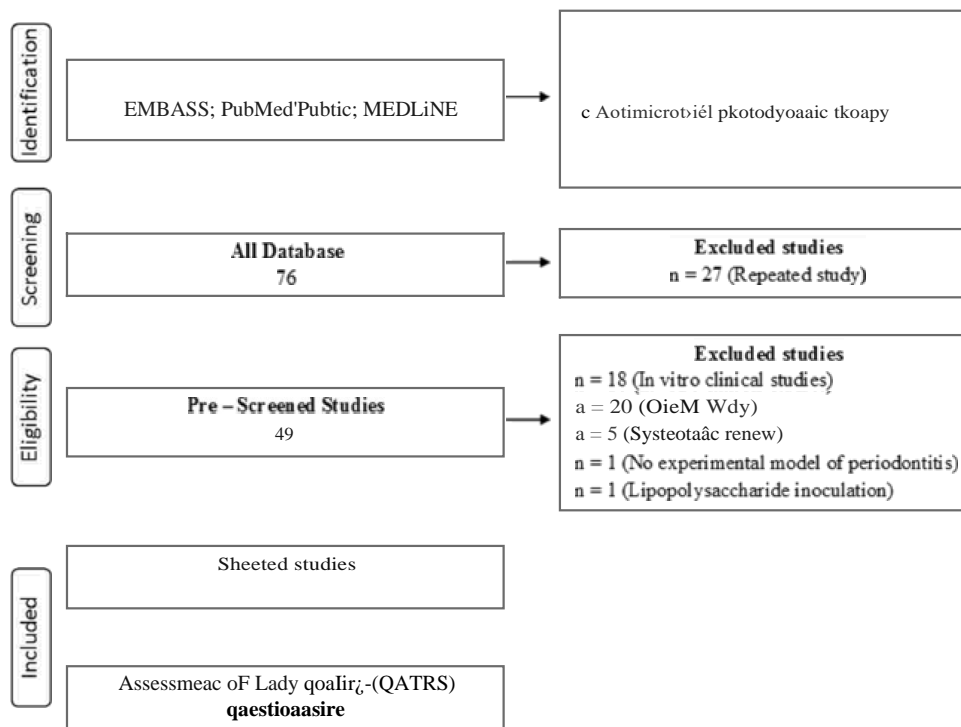 Identification
EMBASS; PubMed'Pubtic; MEDLiNE
c Aotimicrot›iél pkotodyoaaic tkoapy
Screening
All Database
76
Excluded studies
n = 27 (Repeated study)
Eligibility
Pre – Screened Studies
49
Excluded studies
n = 18 (In vitro clinical studies)
a = 20 (OieM Wdy)
a = 5 (Systeotaâc renew)
n = 1 (No experimental model of periodontitis)
n = 1 (Lipopolysaccharide inoculation)
Included
Sheeted studies
Assessmeac oF Lady qoaIir¿-(QATRS)
qaestioaasire